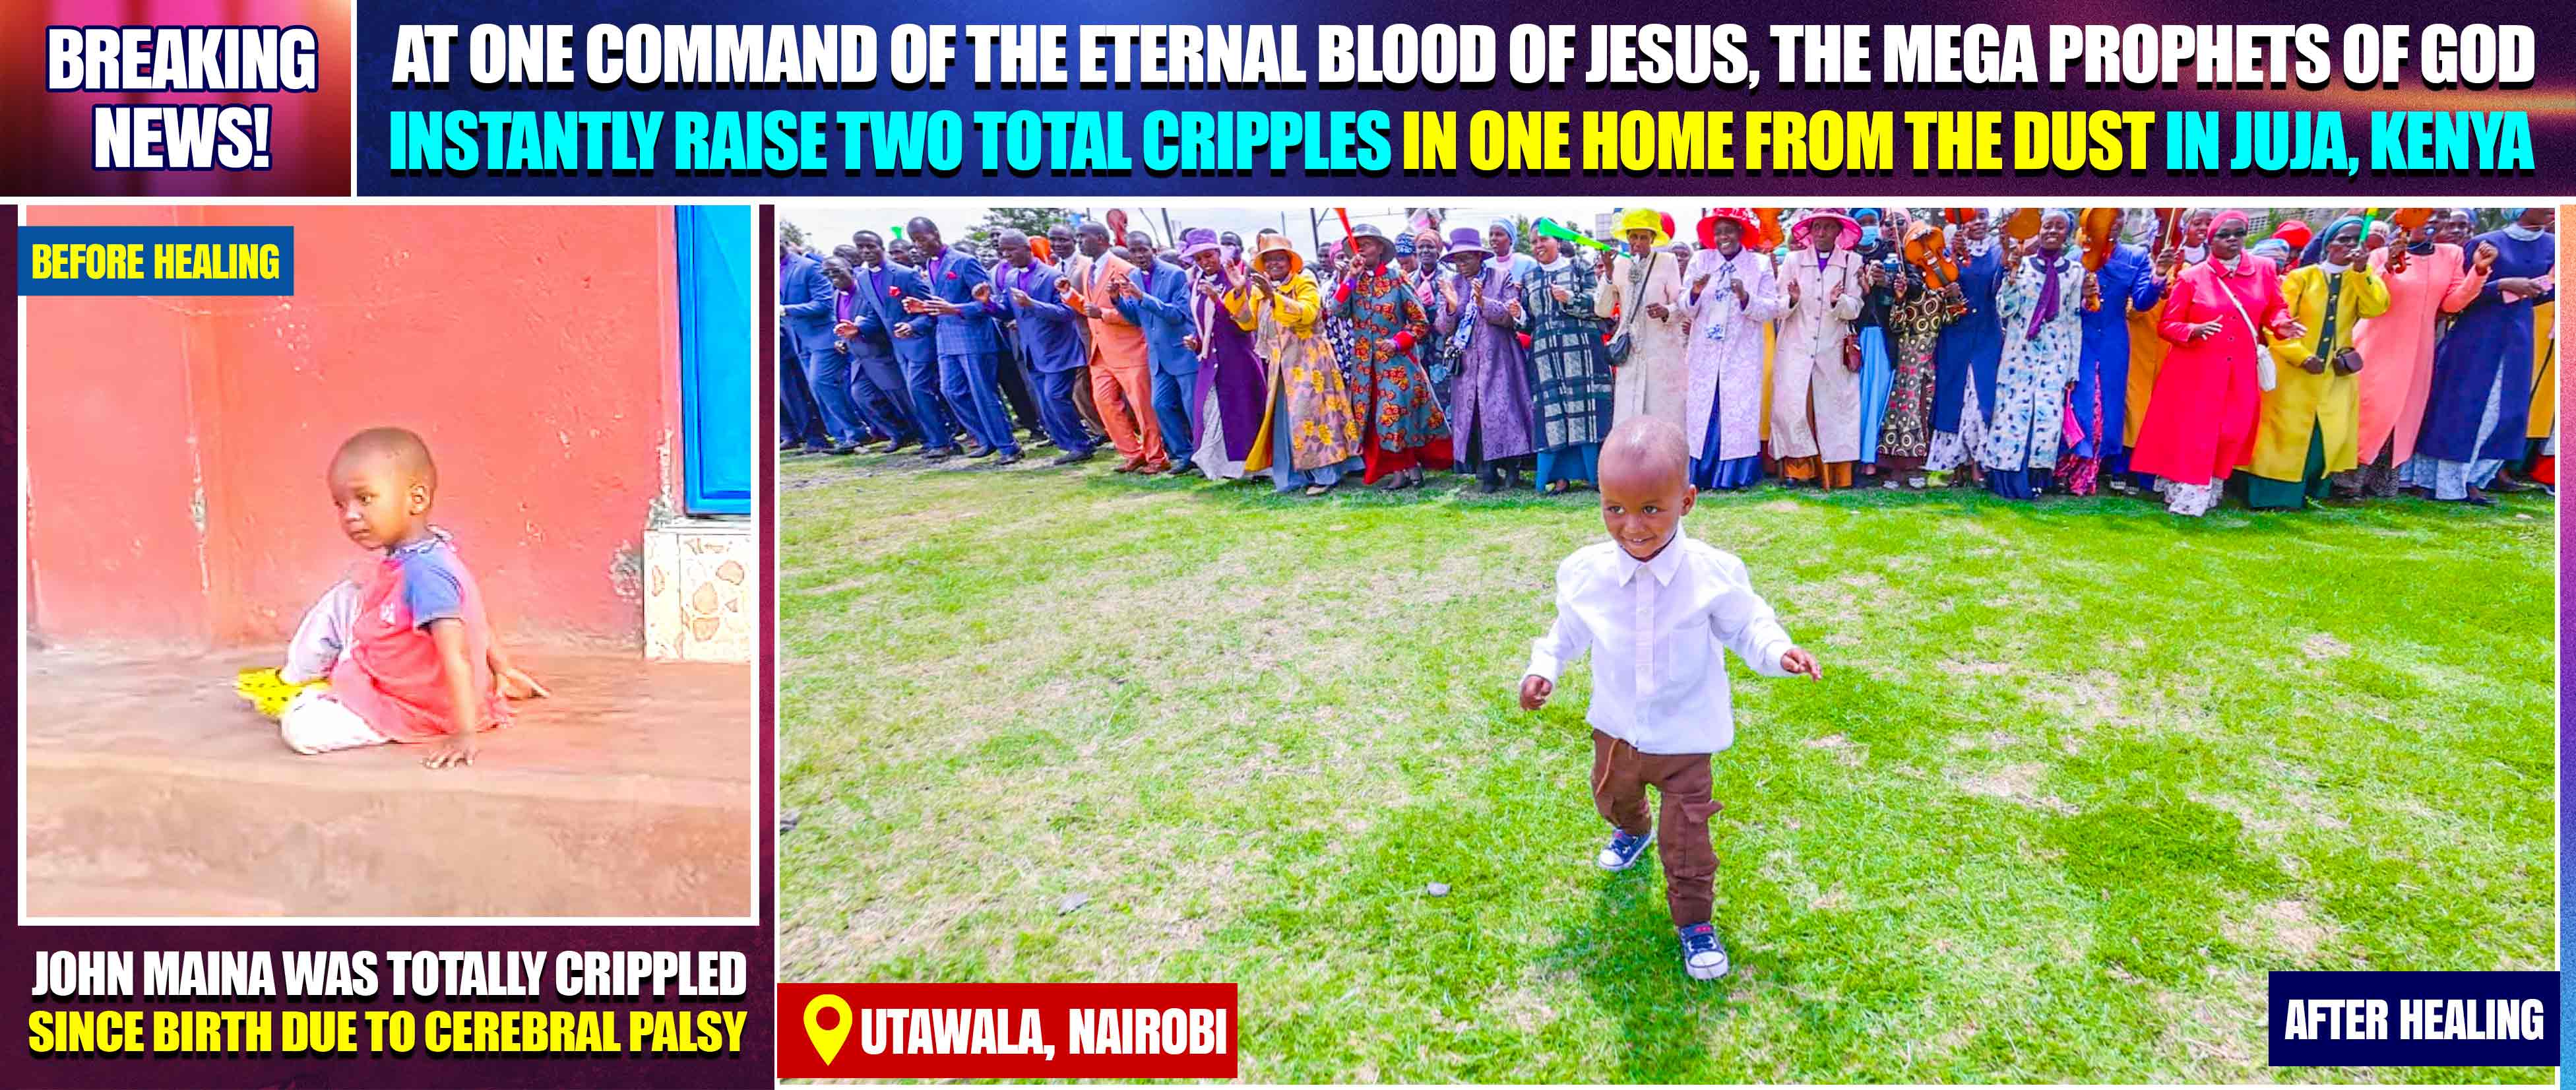 BREAKING
NEWS!
AT ONE COMMAND OF THE ETERNAL BLOOD OF JESUS, THE MEGA PROPHETS OF GOD
INSTANTLY RAISE TWO TOTAL CRIPPLES IN ONE HOME FROM THE DUST IN JUJA, KENYA
BEFORE HEALING
JOHN MAINA WAS TOTALLY CRIPPLED
SINCE BIRTH DUE TO CEREBRAL PALSY
UTAWALA, NAIROBI
AFTER HEALING